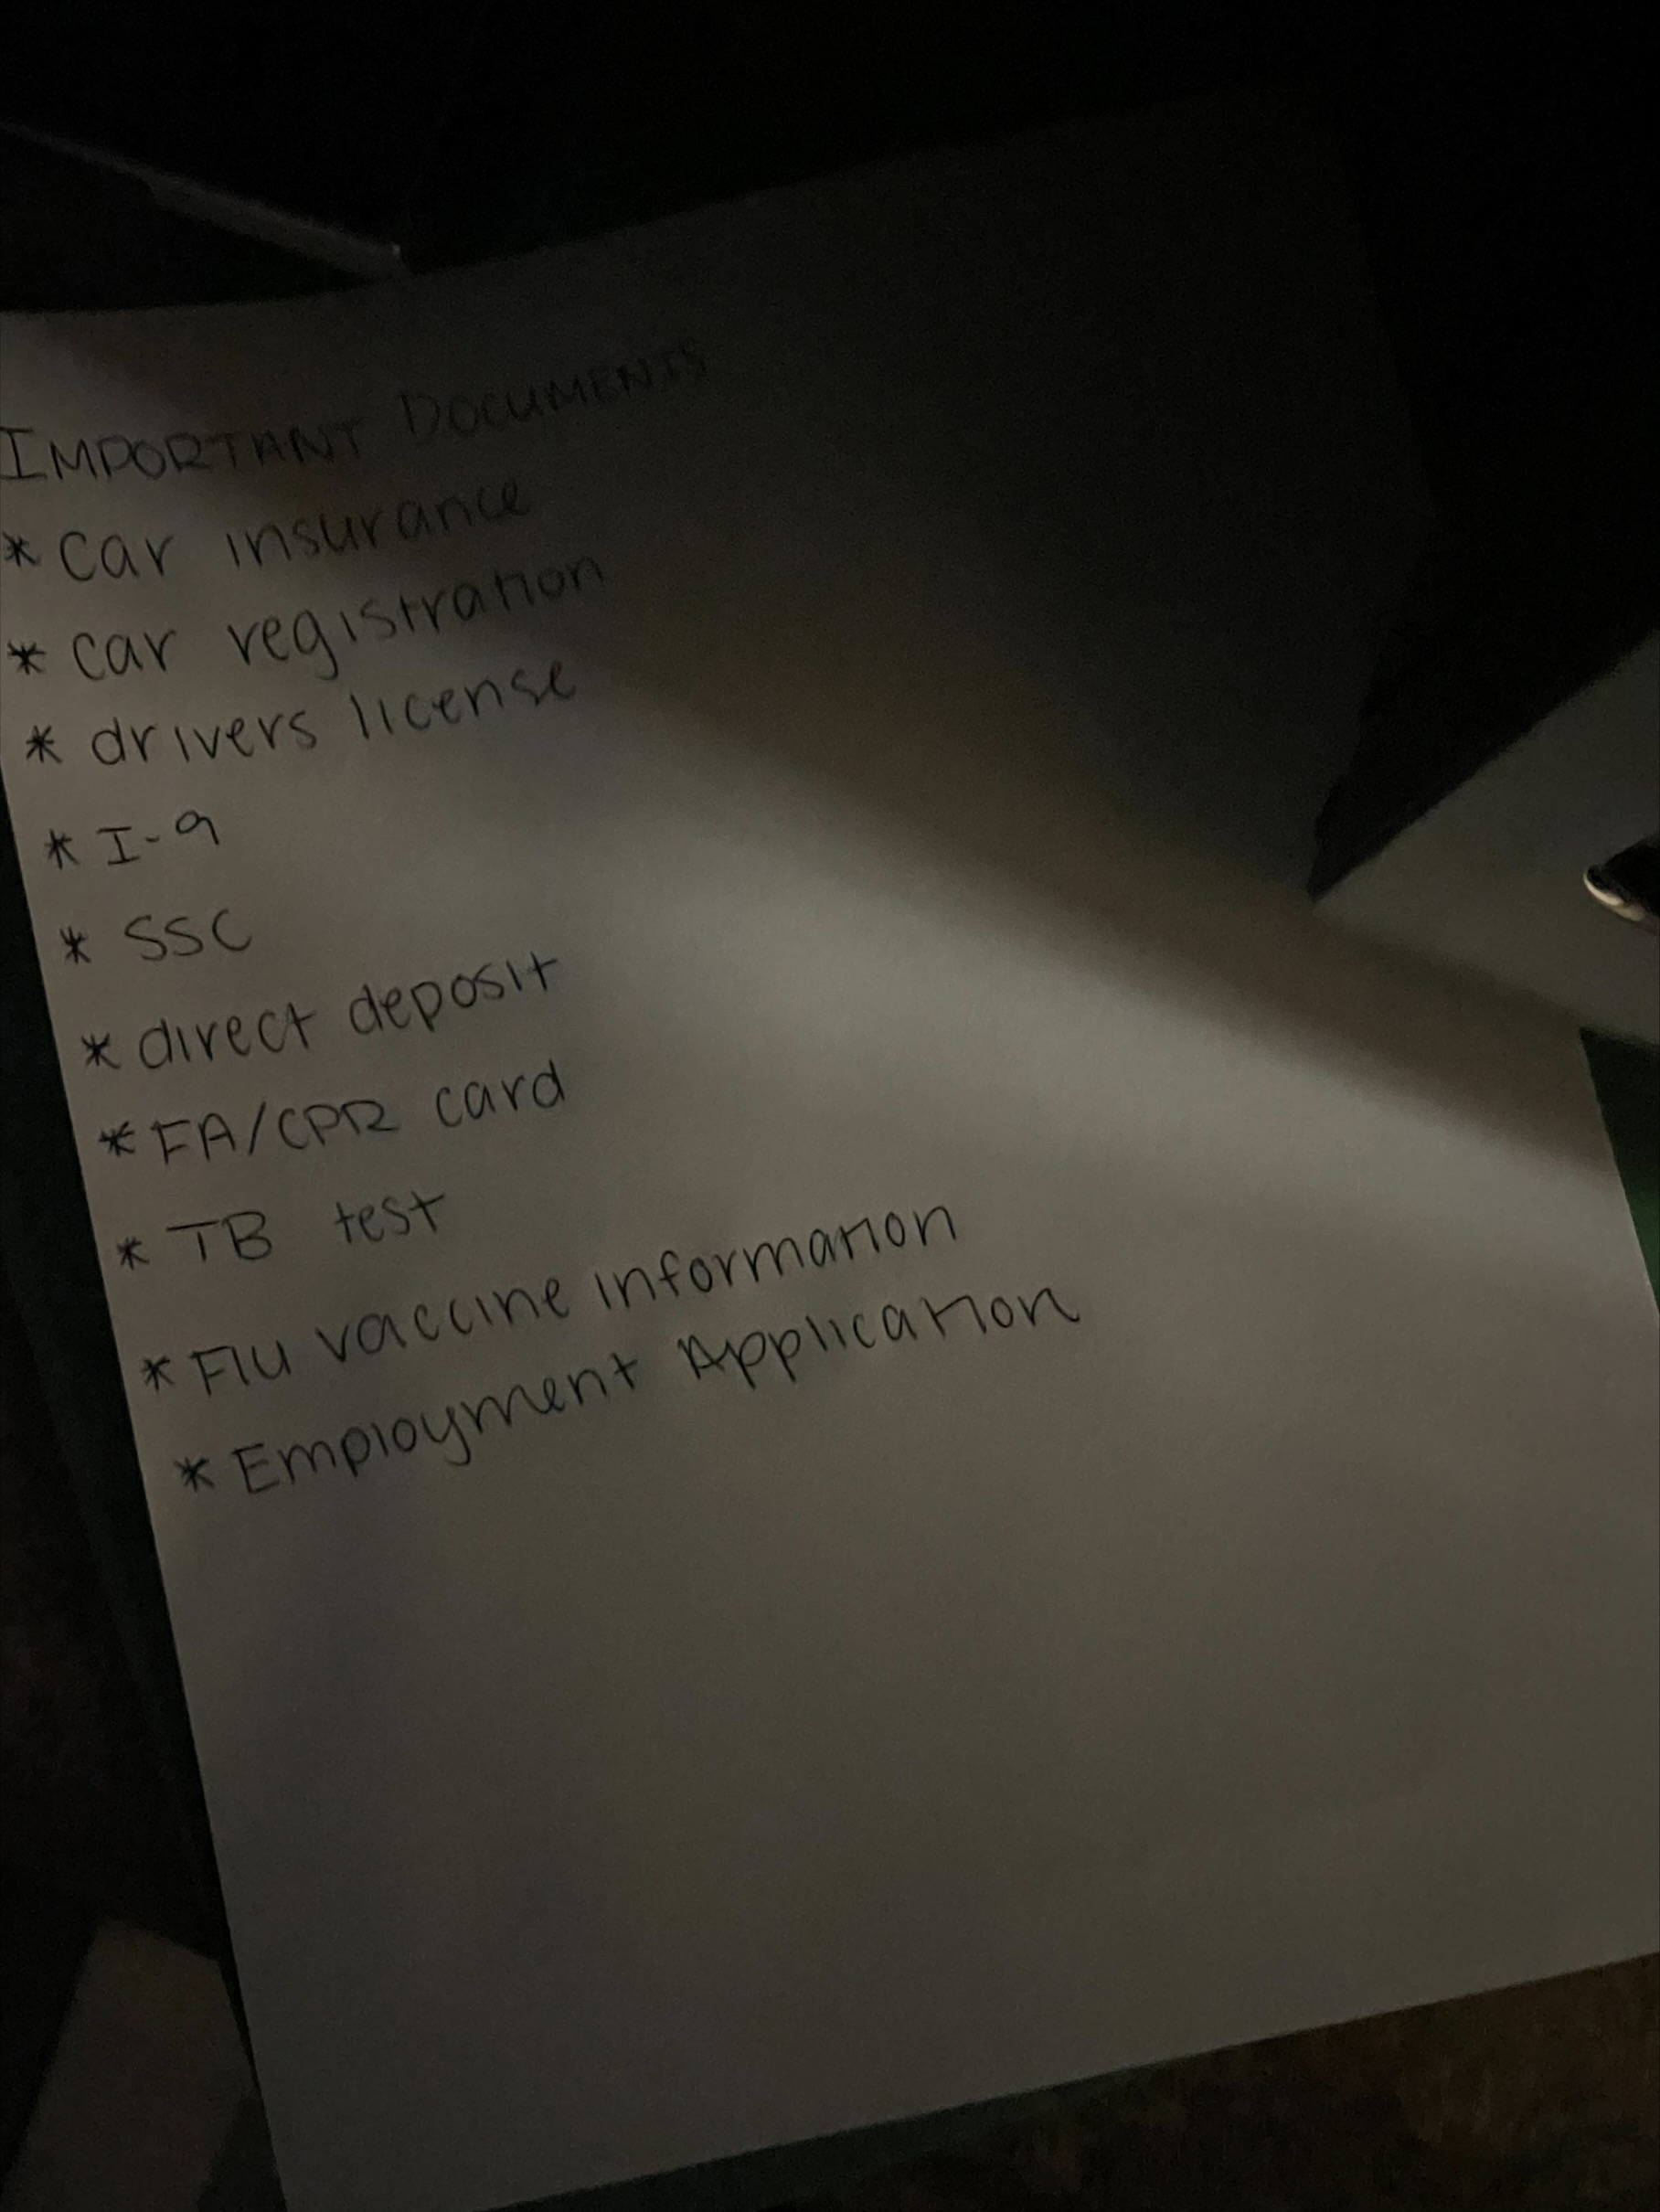 IMPORTANT DOCUMENTS
* Car insurance
* car registration
* drivers license
* I-9
* SSC
* direct deposit
* FA/CPR card
* TB test
* Flu vaccine information
* Employment Application